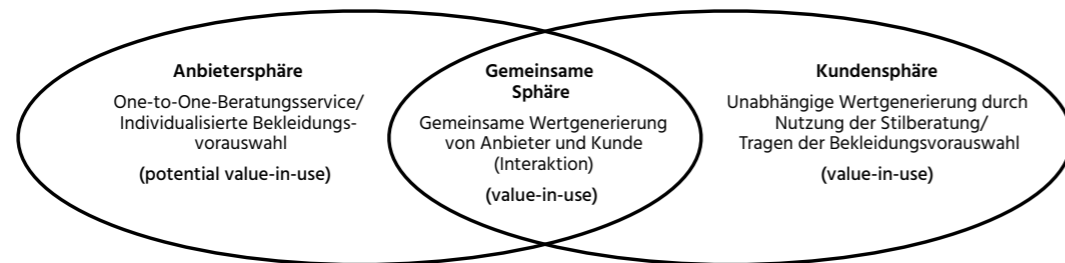 Anbietersphäre
One-to-One-Beratungsservice/
Individualisierte Bekleidungs-
vorauswahl
(potential value-in-use)
Gemeinsame
Sphäre
Gemeinsame Wertgenerierung
von Anbieter und Kunde
(Interaktion)
(value-in-use)
Kundensphäre
Unabhängige Wertgenerierung durch
Nutzung der Stilberatung/
Tragen der Bekleidungsvorauswahl
(value-in-use)